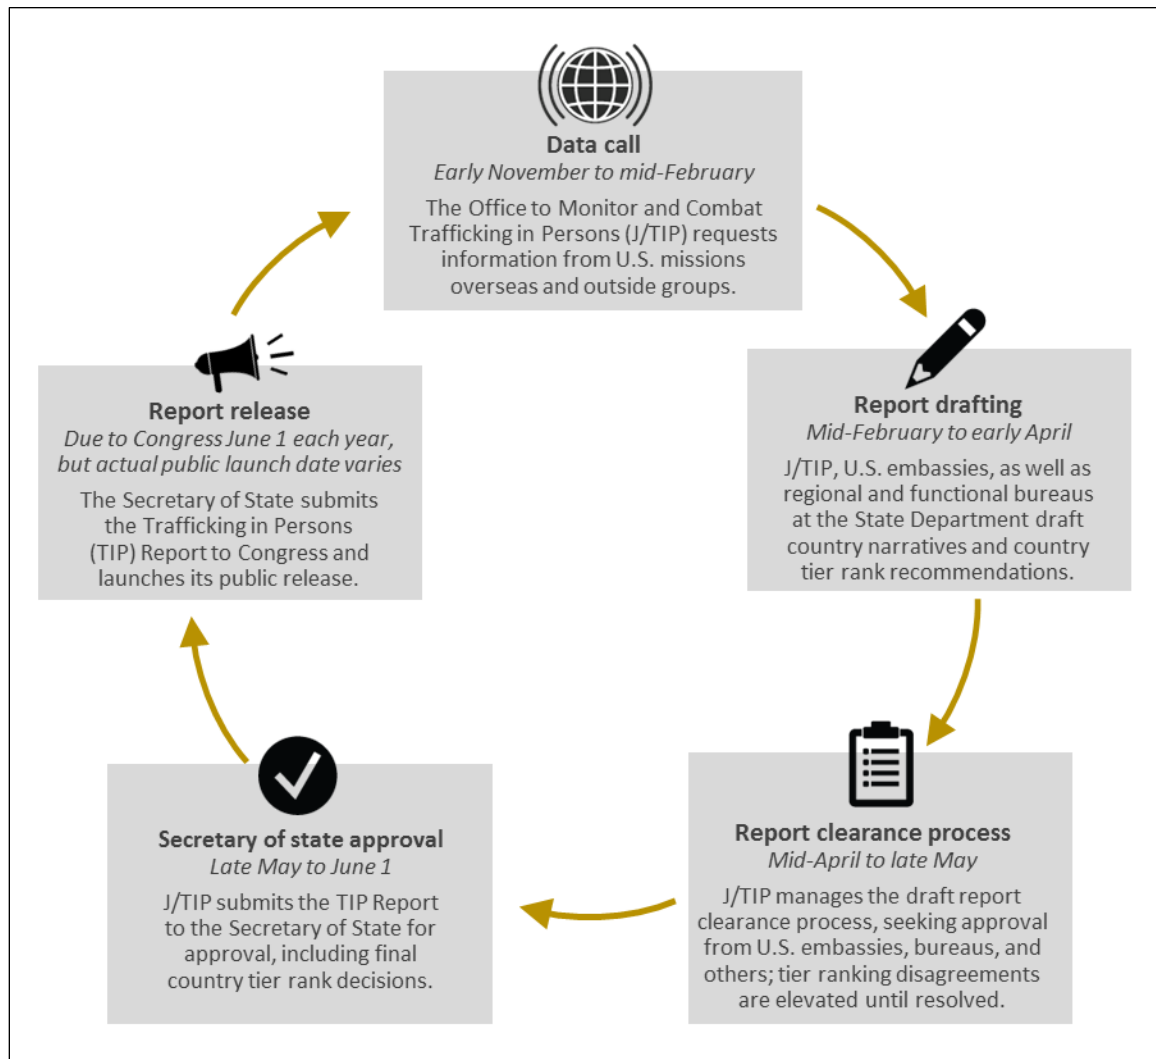 Data call
Early November to mid-February
The Office to Monitor and Combat
Trafficking in Persons (J/TIP) requests
information from U.S. missions
overseas and outside groups.
Report drafting
Mid-February to early April
J/TIP, U.S. embassies, as well as
regional and functional bureaus
at the State Department draft
country narratives and country
tier rank recommendations.
Report clearance process
Mid-April to late May
J/TIP manages the draft report
clearance process, seeking approval
from U.S. embassies, bureaus, and
others; tier ranking disagreements
are elevated until resolved.
Secretary of state approval
Late May to June 1
J/TIP submits the TIP Report
to the Secretary of State for
approval, including final
country tier rank decisions.
Report release
Due to Congress June 1 each year,
but actual public launch date varies
The Secretary of State submits
the Trafficking in Persons
(TIP) Report to Congress and
launches its public release.